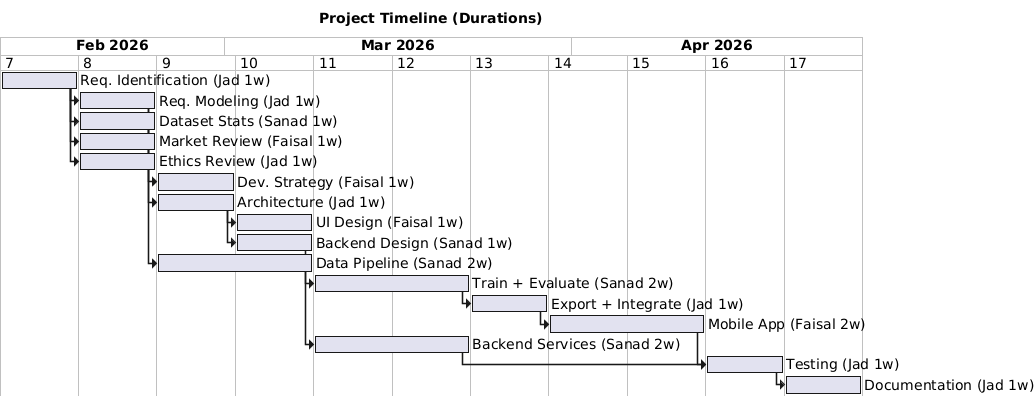 Project Timeline (Durations)
Feb 2026 Mar 2026 Apr 2026
7 8 9 10 11 12 13 14 15 16 17
Req. Identification (Jad 1w)
Req. Modeling (Jad 1w)
Dataset Stats (Sanad 1w)
Market Review (Faisal 1w)
Ethics Review (Jad 1w)
Dev. Strategy (Faisal 1w)
Architecture (Jad 1w)
UI Design (Faisal 1w)
Backend Design (Sanad 1w)
Data Pipeline (Sanad 2w)
Train + Evaluate (Sanad 2w)
Export + Integrate (Jad 1w)
Mobile App (Faisal 2w)
Backend Services (Sanad 2w)
Testing (Jad 1w)
Documentation (Jad 1w)